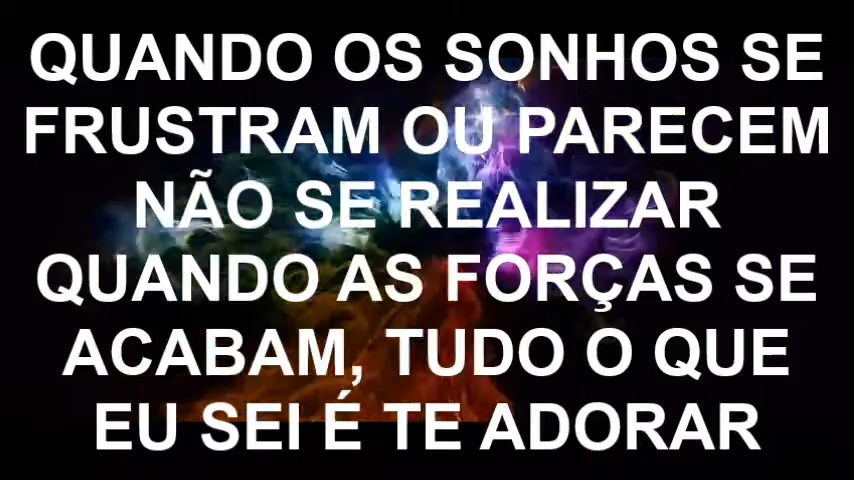 QUANDO OS SONHOS SE
FRUSTRAM OU PARECEM
NÃO SE REALIZAR
QUANDO AS FORÇAS SE
ACABAM, TUDO O QUE
EU SEI É TE ADORAR